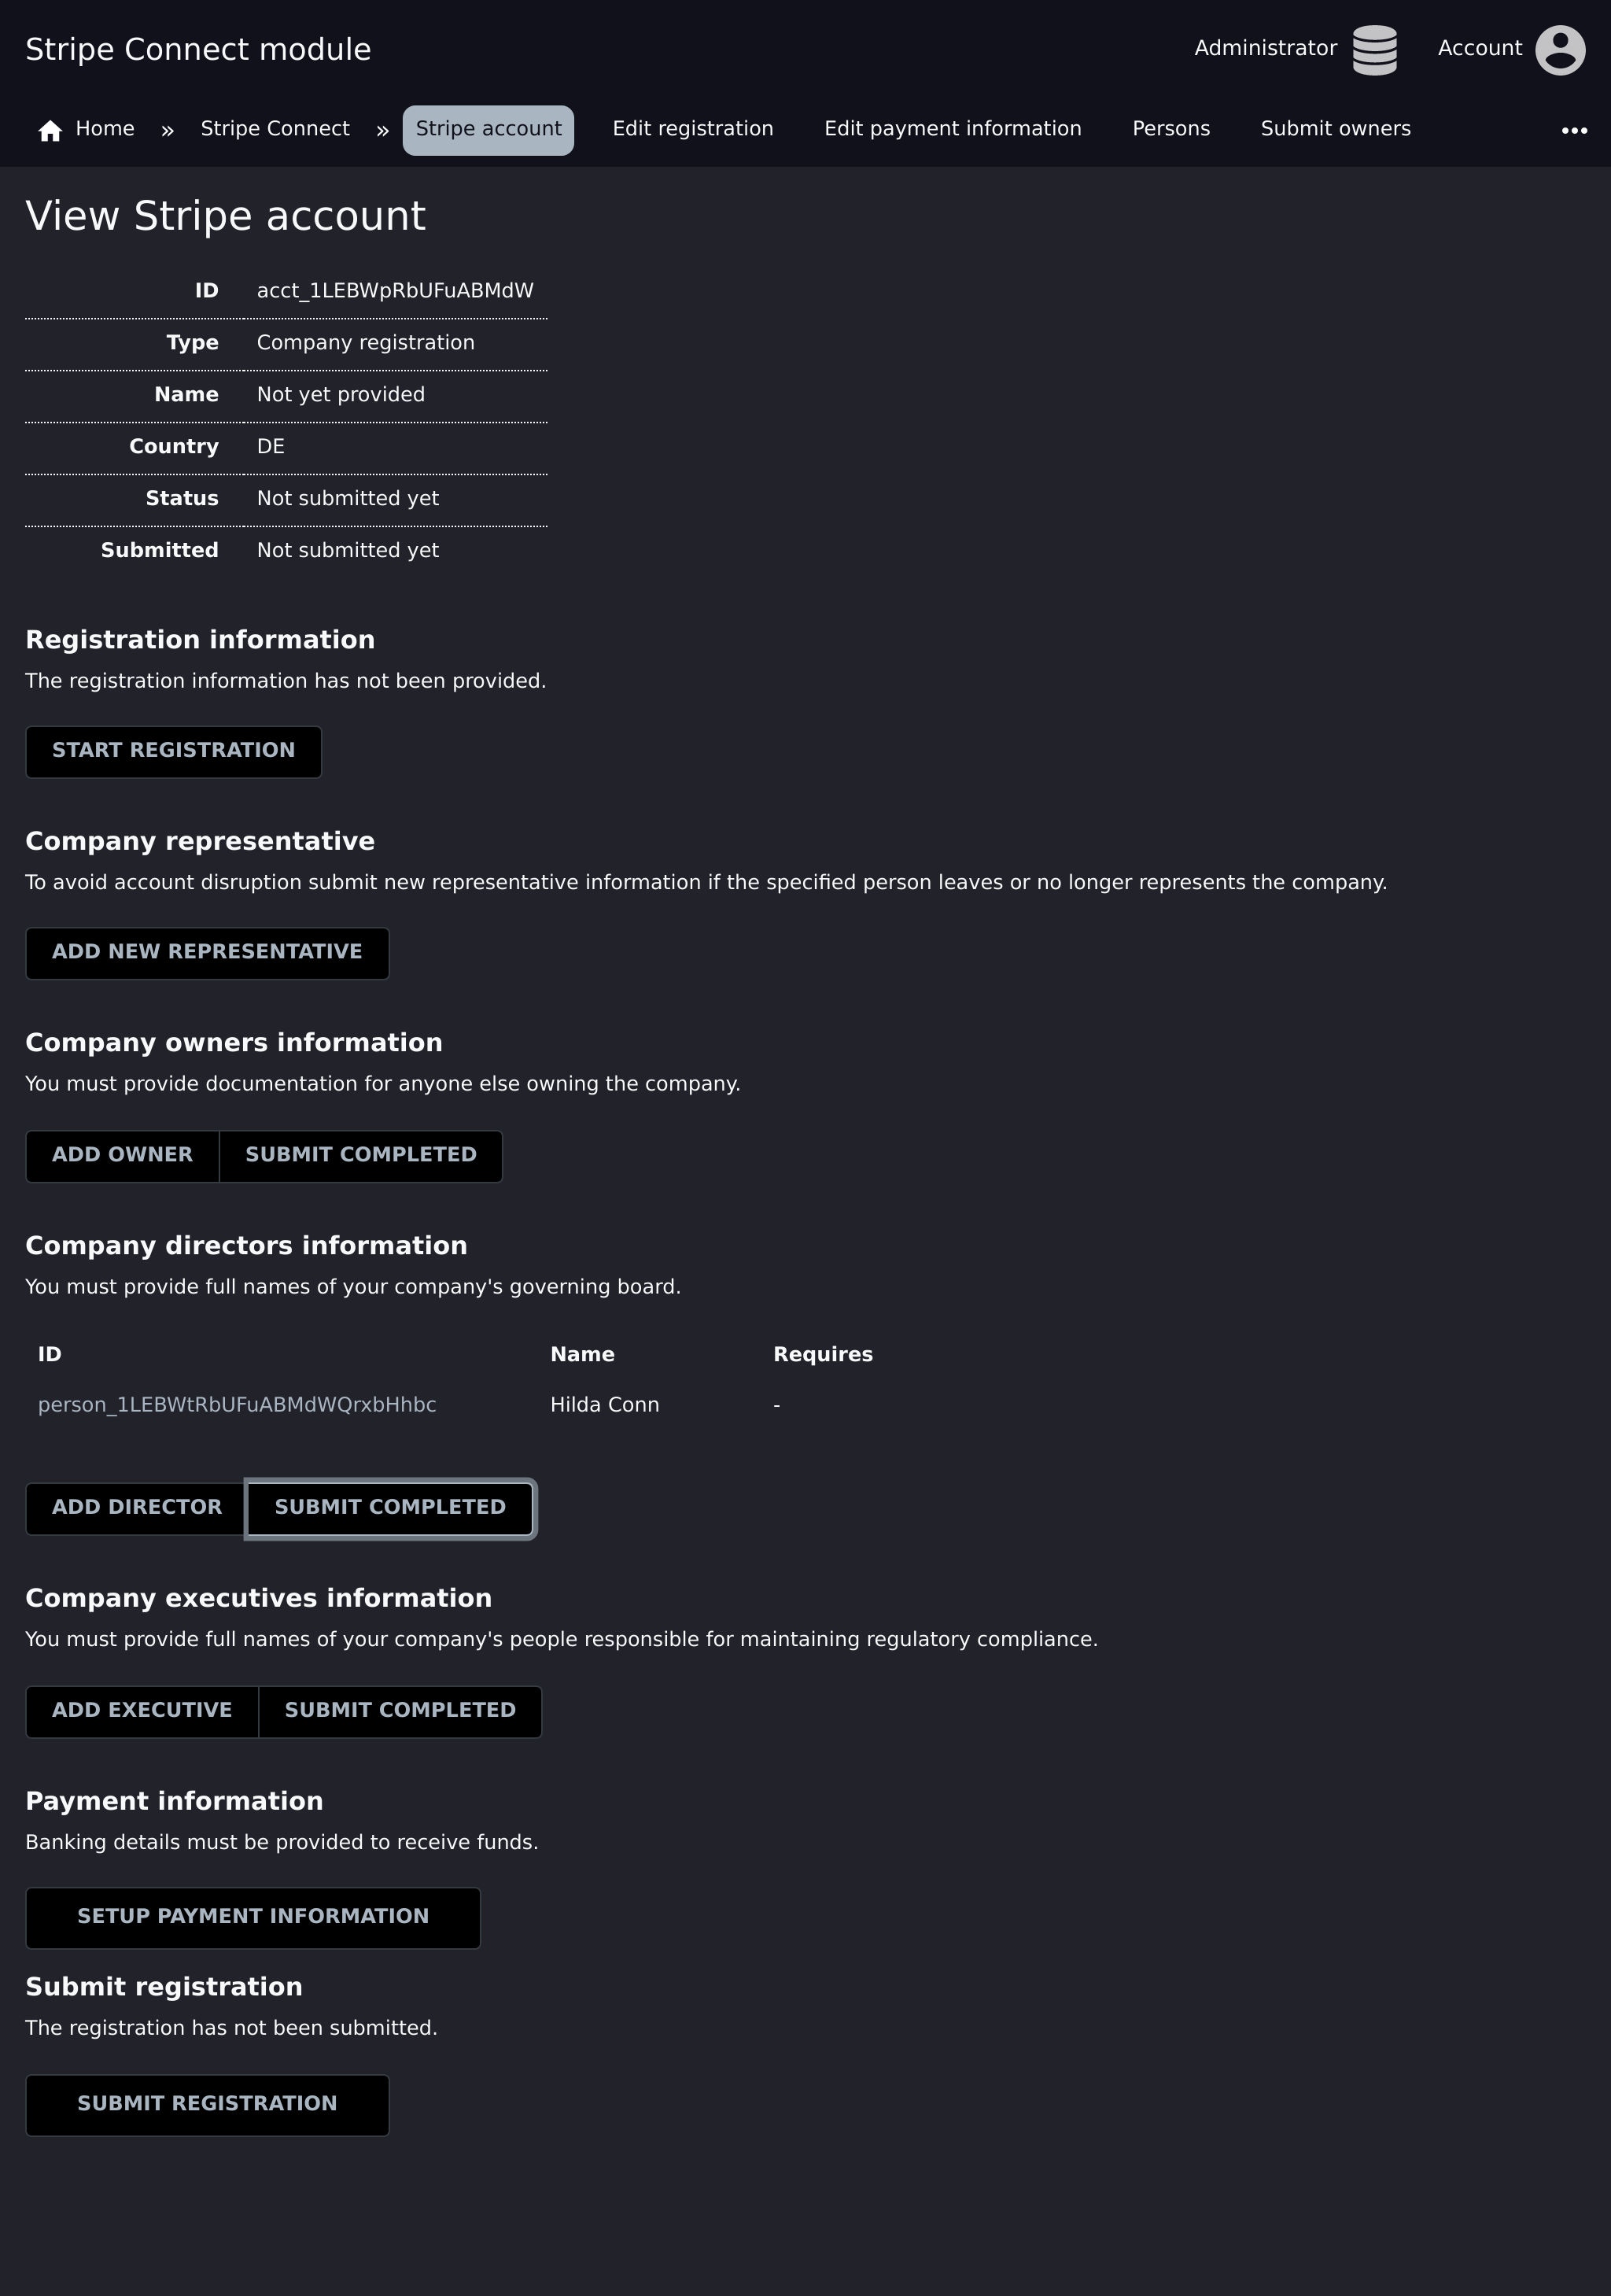 Stripe Connect module
Administrator
Account
Home » Stripe Connect » Stripe account Edit registration Edit payment information Persons Submit owners •••
View Stripe account
ID acct_1LEBWpRbUFuABMdW
Type Company registration
Name Not yet provided
Country DE
Status Not submitted yet
Submitted Not submitted yet
Registration information
The registration information has not been provided.
START REGISTRATION
Company representative
To avoid account disruption submit new representative information if the specified person leaves or no longer represents the company.
ADD NEW REPRESENTATIVE
Company owners information
You must provide documentation for anyone else owning the company.
ADD OWNER SUBMIT COMPLETED
Company directors information
You must provide full names of your company's governing board.
ID Name Requires
person_1LEBWtRbUFuABMdWQrxbHhbc Hilda Conn -
ADD DIRECTOR SUBMIT COMPLETED
Company executives information
You must provide full names of your company's people responsible for maintaining regulatory compliance.
ADD EXECUTIVE SUBMIT COMPLETED
Payment information
Banking details must be provided to receive funds.
SETUP PAYMENT INFORMATION
Submit registration
The registration has not been submitted.
SUBMIT REGISTRATION